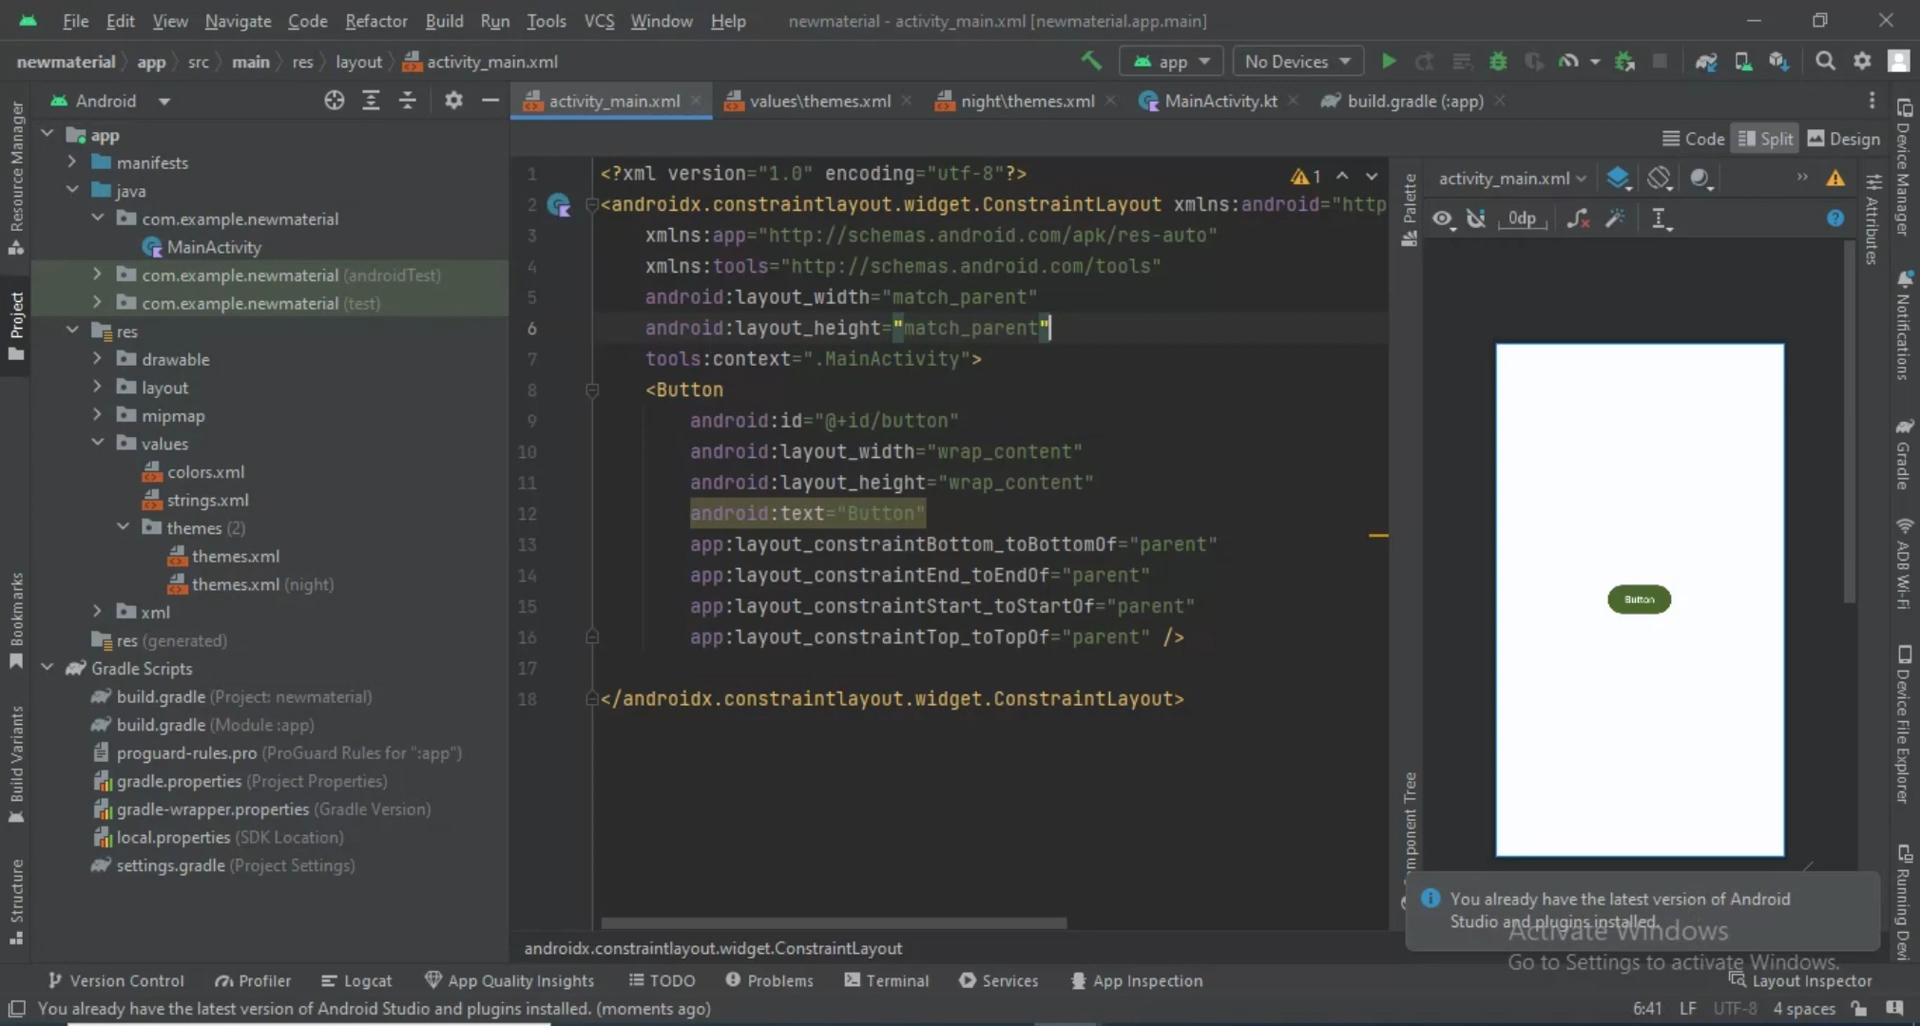 File Edit View Navigate Code Refactor Build Run Tools VCS Window Help newmaterial - activity_main.xml [newmaterial.app.main]
newmaterial app src main res layout activity_main.xml app No Devices
Android
activity_main.xml values\themes.xml night\themes.xml MainActivity.kt build.gradle (:app)
Code Split Design
app
manifests
java
com.example.newmaterial
MainActivity
com.example.newmaterial (androidTest)
com.example.newmaterial (test)
res
drawable
layout
mipmap
values
colors.xml
strings.xml
themes (2)
themes.xml
themes.xml (night)
xml
res (generated)
Gradle Scripts
build.gradle (Project: newmaterial)
build.gradle (Module :app)
proguard-rules.pro (ProGuard Rules for ":app")
gradle.properties (Project Properties)
gradle-wrapper.properties (Gradle Version)
local.properties (SDK Location)
settings.gradle (Project Settings)
1 <?xml version="1.0" encoding="utf-8"?> 1
2 <androidx.constraintlayout.widget.ConstraintLayout xmlns:android="http
3 xmlns:app="http://schemas.android.com/apk/res-auto"
4 xmlns:tools="http://schemas.android.com/tools"
5 android:layout_width="match_parent"
6 android:layout_height="match_parent"
7 tools:context=".MainActivity">
8 <Button
9 android:id="@+id/button"
10 android:layout_width="wrap_content"
11 android:layout_height="wrap_content"
12 android:text="Button"
13 app:layout_constraintBottom_toBottomOf="parent"
14 app:layout_constraintEnd_toEndOf="parent"
15 app:layout_constraintStart_toStartOf="parent"
16 app:layout_constraintTop_toTopOf="parent" />
17
18 </androidx.constraintlayout.widget.ConstraintLayout>
androidx.constraintlayout.widget.ConstraintLayout
activity_main.xml
0dp
Button
Resource Manager
Project
Bookmarks
Build Variants
Structure
Palette
Attributes
Device Manager
Notifications
Gradle
ADB Wi-Fi
Device File Explorer
You already have the latest version of Android
Studio and plugins installed.
Activate Windows
Go to Settings to activate Windows.
Version Control Profiler Logcat App Quality Insights TODO Problems Terminal Services App Inspection Layout Inspector
You already have the latest version of Android Studio and plugins installed. (moments ago) 6:41 LF UTF-8 4 spaces